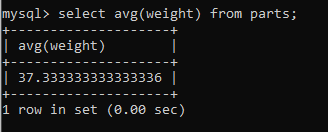 mysql> select avg(weight) from parts;
+--------------------+
| avg(weight)        |
+--------------------+
| 37.333333333333336 |
+--------------------+
1 row in set (0.00 sec)